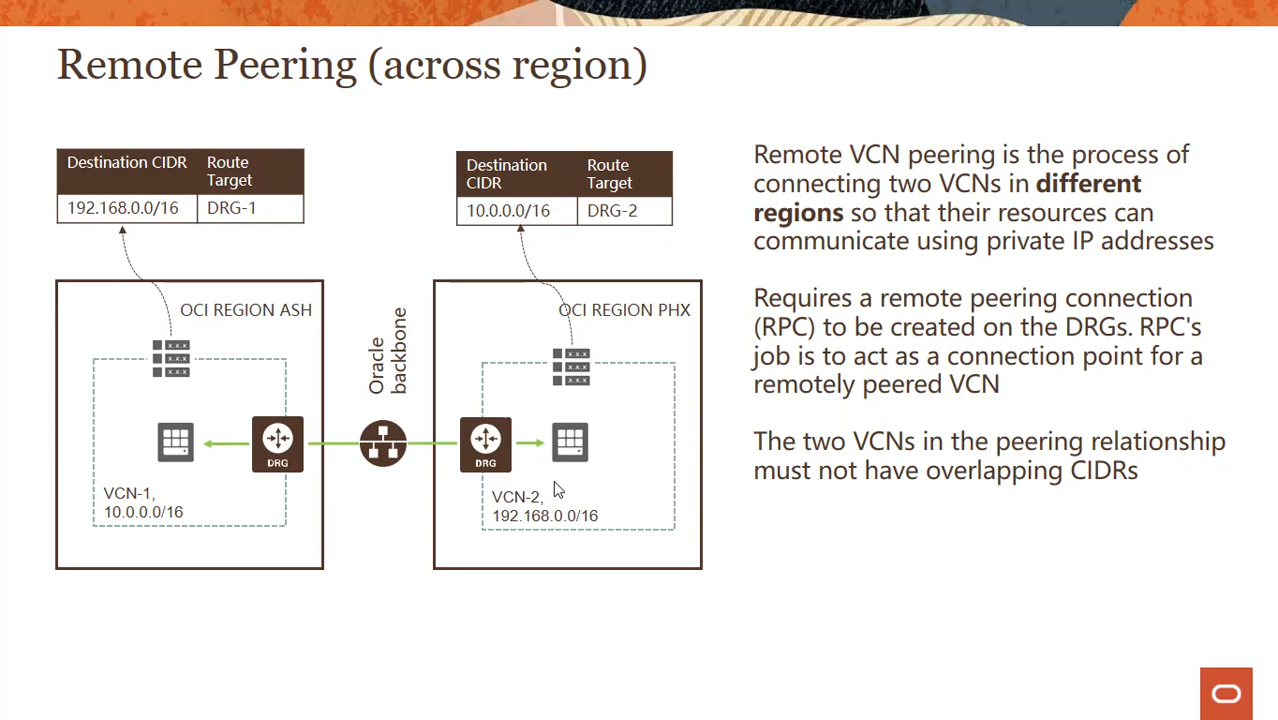 Remote Peering (across region)
Destination CIDR Route Target
192.168.0.0/16 DRG-1
Destination CIDR Route Target
10.0.0.0/16 DRG-2
OCI REGION ASH
x.x.x
x.x.x
x.x.x
DRG
VCN-1,
10.0.0.0/16
Oracle
backbone
OCI REGION PHX
x.x.x
x.x.x
x.x.x
DRG
VCN-2,
192.168.0.0/16
Remote VCN peering is the process of
connecting two VCNs in different
regions so that their resources can
communicate using private IP addresses
Requires a remote peering connection
(RPC) to be created on the DRGs. RPC's
job is to act as a connection point for a
remotely peered VCN
The two VCNs in the peering relationship
must not have overlapping CIDRs